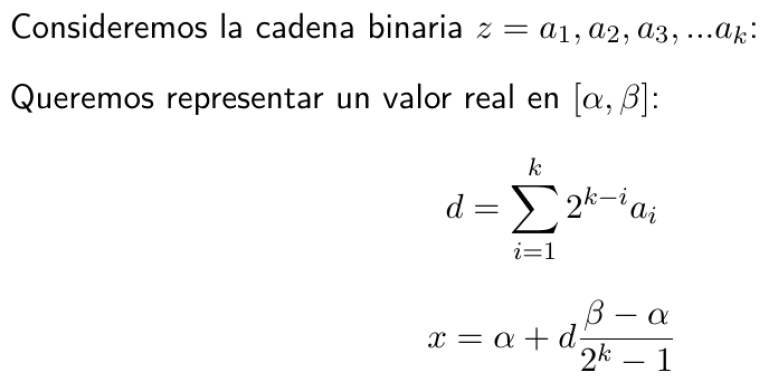 Consideremos la cadena binaria $z = a_1, a_2, a_3, ...a_k$:
Queremos representar un valor real en $[\alpha, \beta]$:
$d = \sum_{i=1}^{k} 2^{k-i} a_i$
$x = \alpha + d\frac{\beta - \alpha}{2^k - 1}$